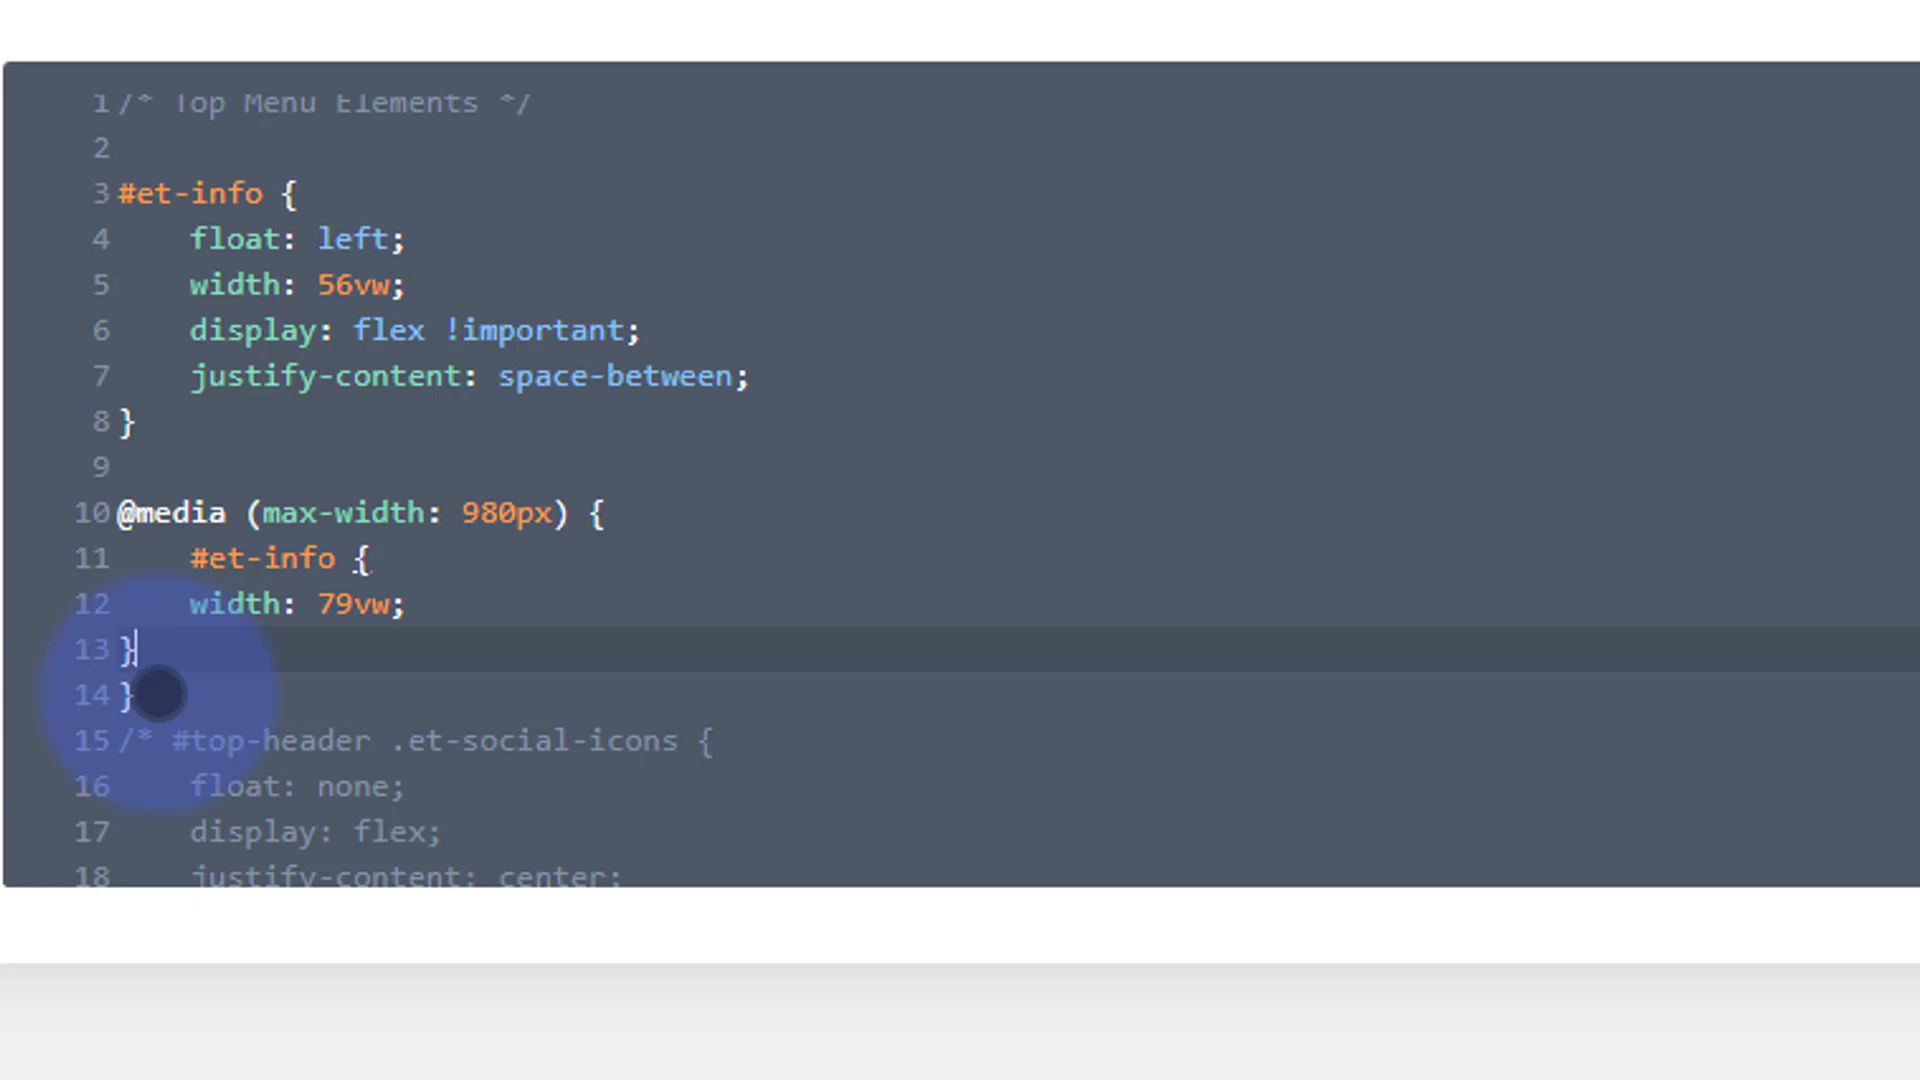 1 /* Top Menu Elements */
2
3 #et-info {
4     float: left;
5     width: 56vw;
6     display: flex !important;
7     justify-content: space-between;
8 }
9
10 @media (max-width: 980px) {
11     #et-info {
12     width: 79vw;
13 }
14 }
15 /* #top-header .et-social-icons {
16     float: none;
17     display: flex;
18     justify-content: center;